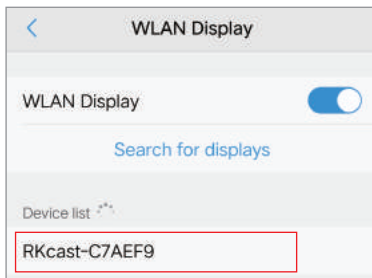 WLAN Display
WLAN Display
Search for displays
Device list
RKcast-C7AEF9